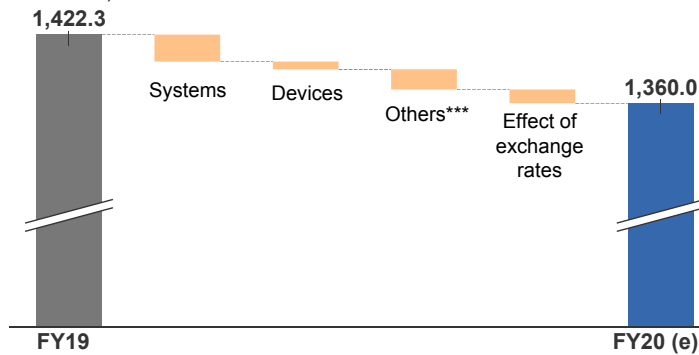 1,422.3
1,360.0
Systems
Devices
Others***
Effect of
exchange
rates
FY19
FY20 (e)